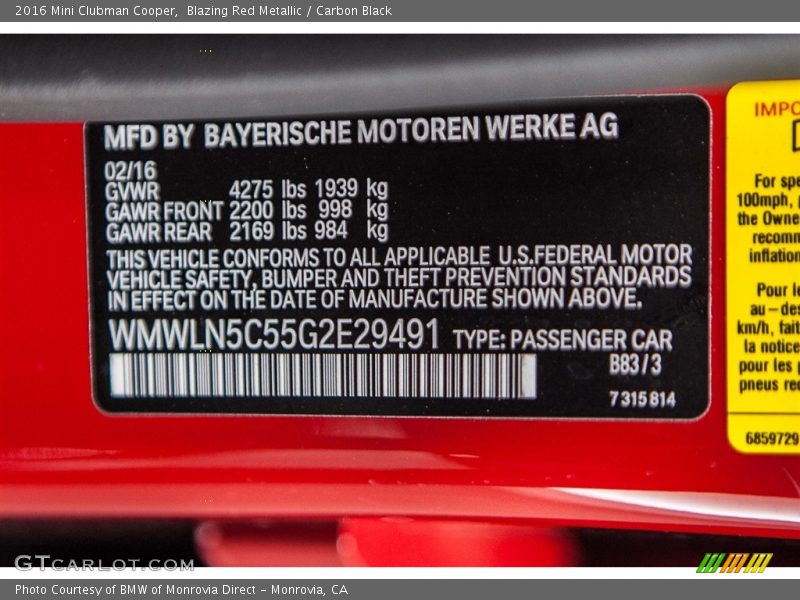 2016 Mini Clubman Cooper,  Blazing Red Metallic / Carbon Black
MFD BY BAYERISCHE MOTOREN WERKE AG
02/16
GVWR 4275 lbs 1939 kg
GAWR FRONT 2200 lbs 998 kg
GAWR REAR 2169 lbs 984 kg
THIS VEHICLE CONFORMS TO ALL APPLICABLE U.S.FEDERAL MOTOR
VEHICLE SAFETY, BUMPER AND THEFT PREVENTION STANDARDS
IN EFFECT ON THE DATE OF MANUFACTURE SHOWN ABOVE.
WMWLN5C55G2E29491 TYPE: PASSENGER CAR
B83 / 3
7 315 814
IMPO
For spe
100mph, p
the Owne
recomm
inflation
Pour le
au – des
km/h, fait
la notice
pour les p
pneus rec
6859729
GTCARLOT.COM
Photo Courtesy of BMW of Monrovia Direct – Monrovia, CA